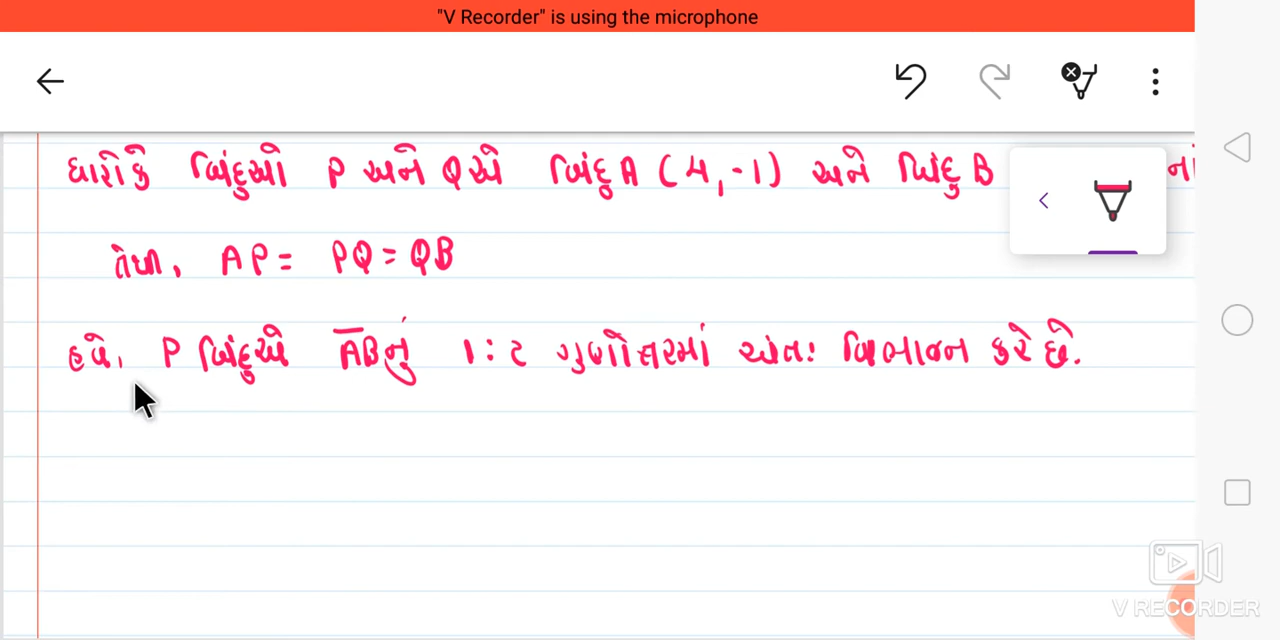 "V Recorder" is using the microphone
ધારોકે બિંદુઓ P અને Q એ બિંદુ A (4, -1) અને બિંદુ B નાં
તેથી, AP = PQ = QB
હવે, P બિંદુએ AB નું 1:2 ગુણોત્તરમાં અંતઃ વિભાજન કરે છે.
V RECORDER